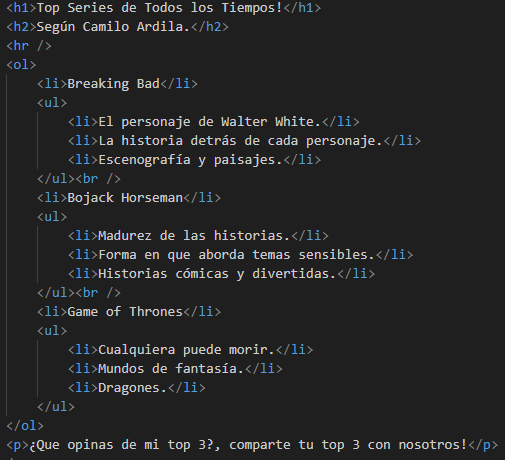 <h1>Top Series de Todos los Tiempos!</h1>
<h2>Según Camilo Ardila.</h2>
<hr />
<ol>
<li>Breaking Bad</li>
<ul>
<li>El personaje de Walter White.</li>
<li>La historia detrás de cada personaje.</li>
<li>Escenografía y paisajes.</li>
</ul><br />
<li>Bojack Horseman</li>
<ul>
<li>Madurez de las historias.</li>
<li>Forma en que aborda temas sensibles.</li>
<li>Historias cómicas y divertidas.</li>
</ul><br />
<li>Game of Thrones</li>
<ul>
<li>Cualquiera puede morir.</li>
<li>Mundos de fantasía.</li>
<li>Dragones.</li>
</ul>
</ol>
<p>¿Que opinas de mi top 3?, comparte tu top 3 con nosotros!</p>